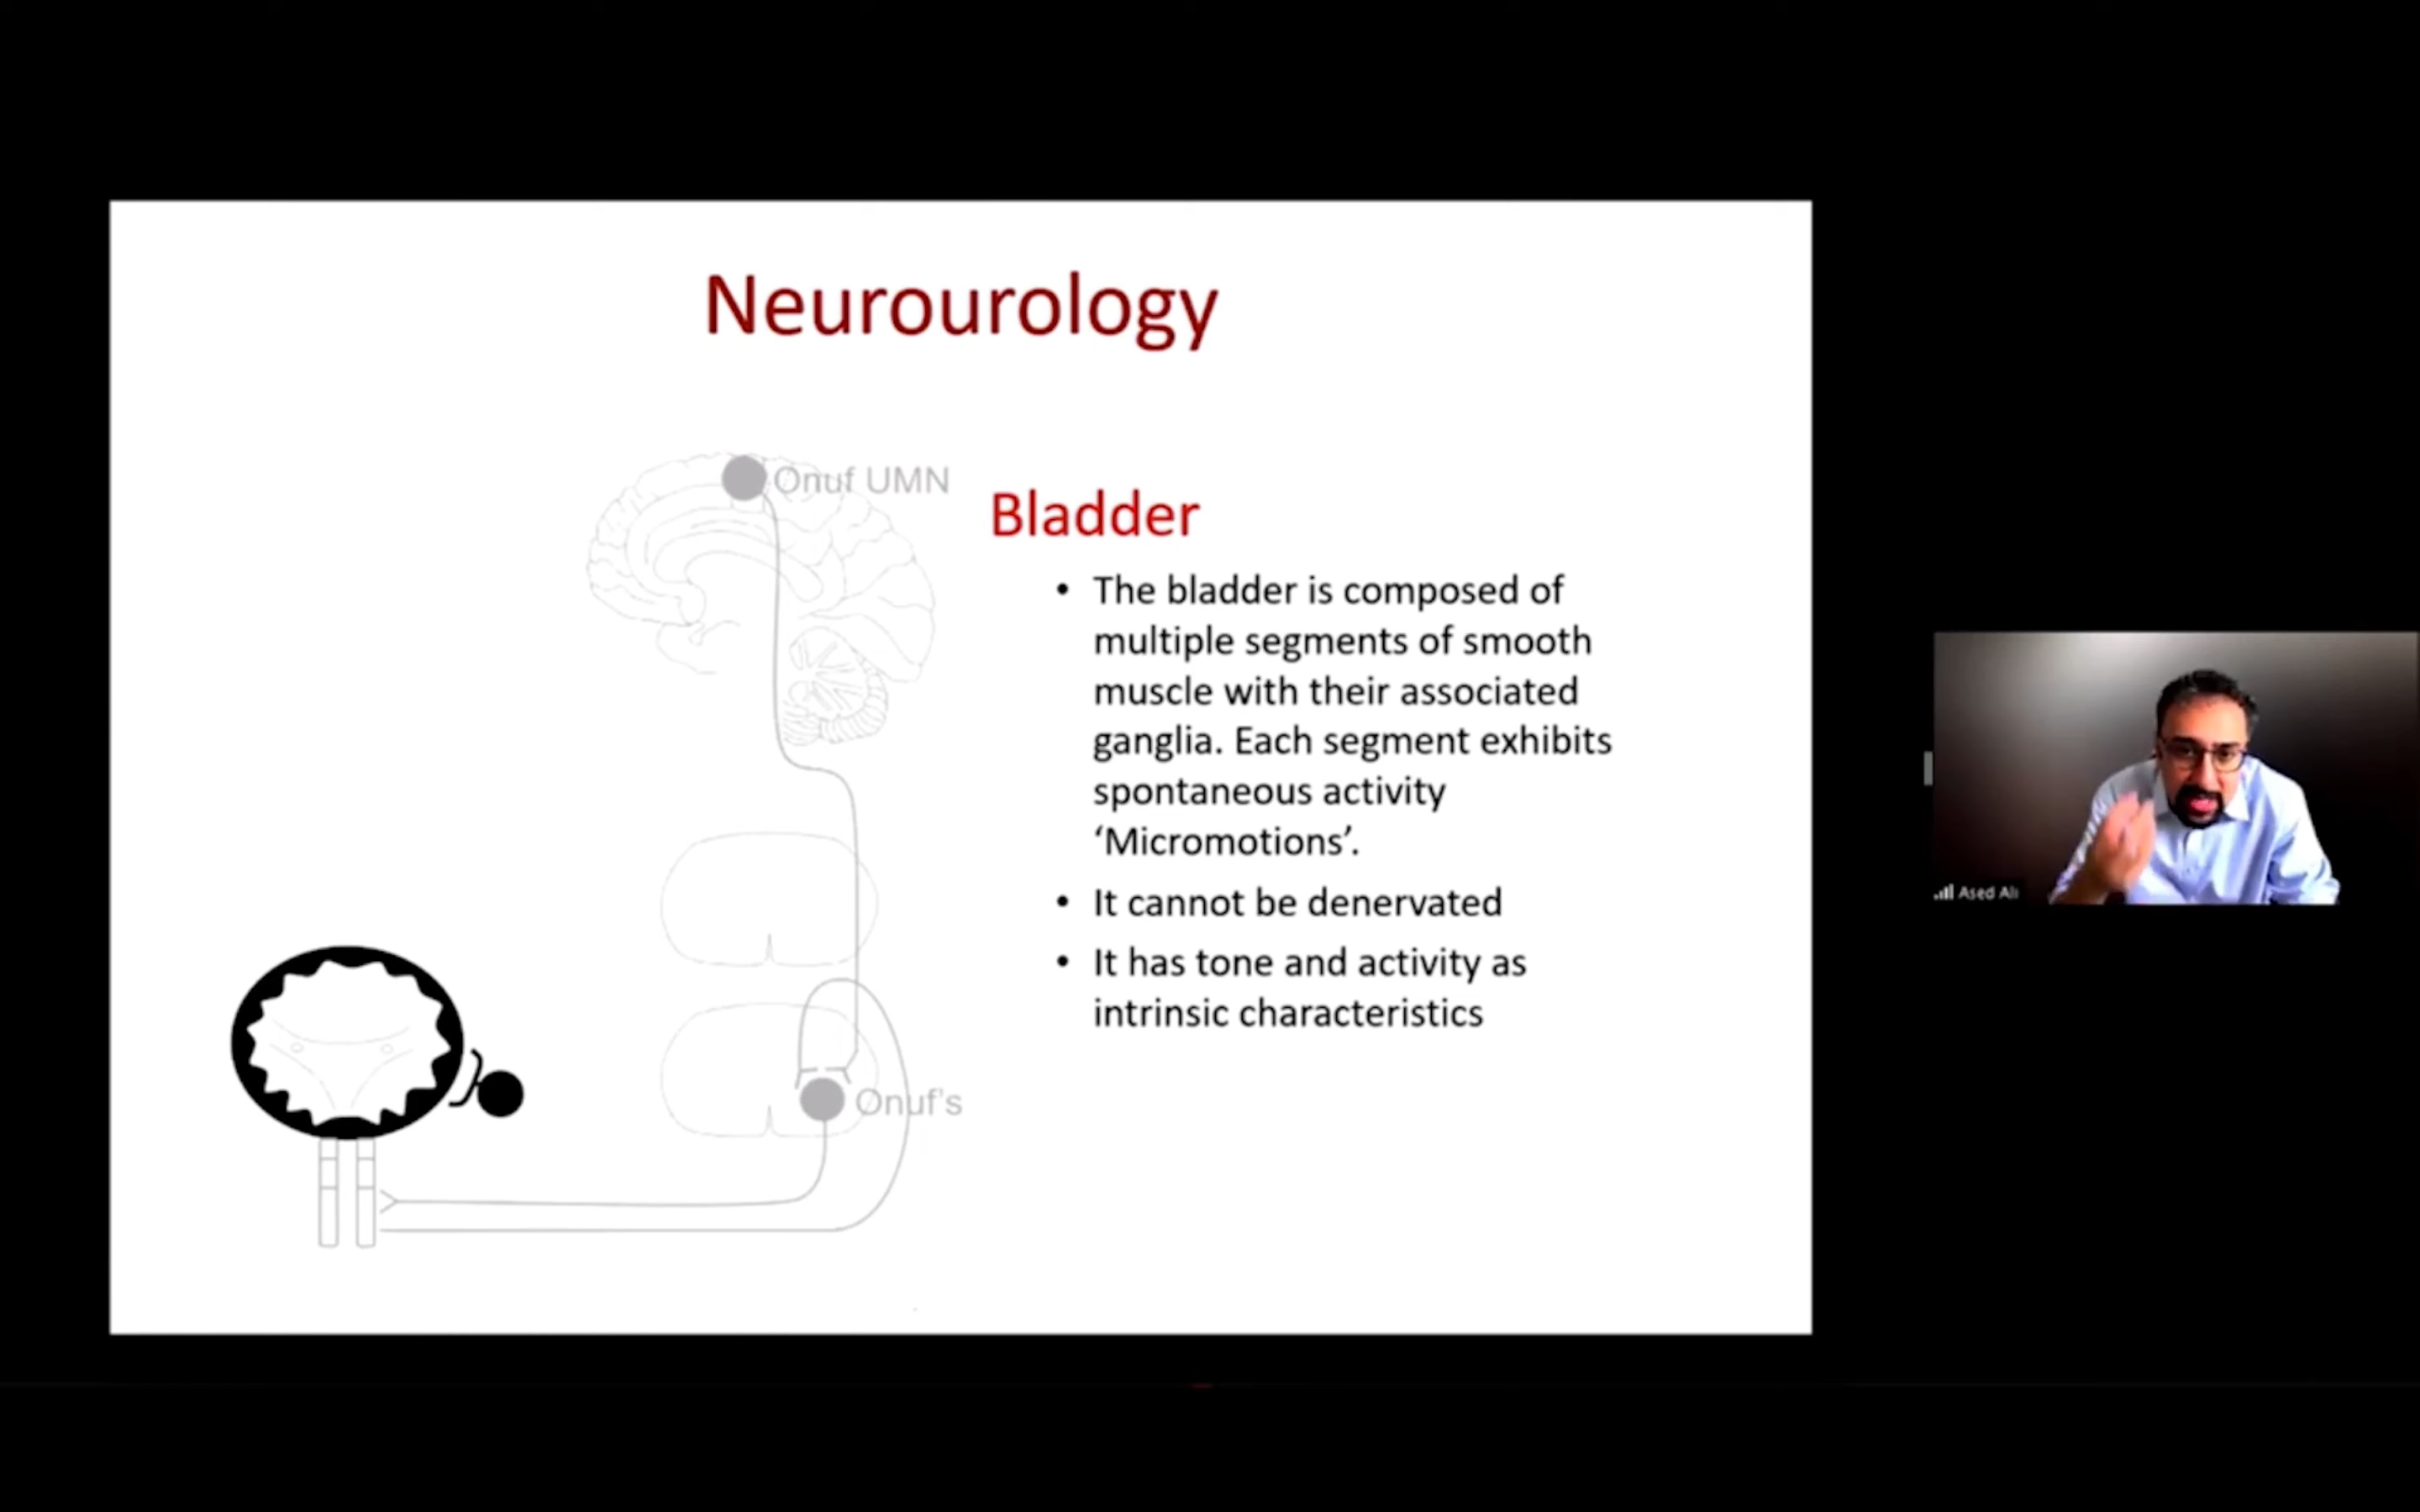 Neurourology
Onuf UMN
Bladder
• The bladder is composed of
multiple segments of smooth
muscle with their associated
ganglia. Each segment exhibits
spontaneous activity
‘Micromotions’.
• It cannot be denervated
• It has tone and activity as
intrinsic characteristics
Onuf's
Ased Ali